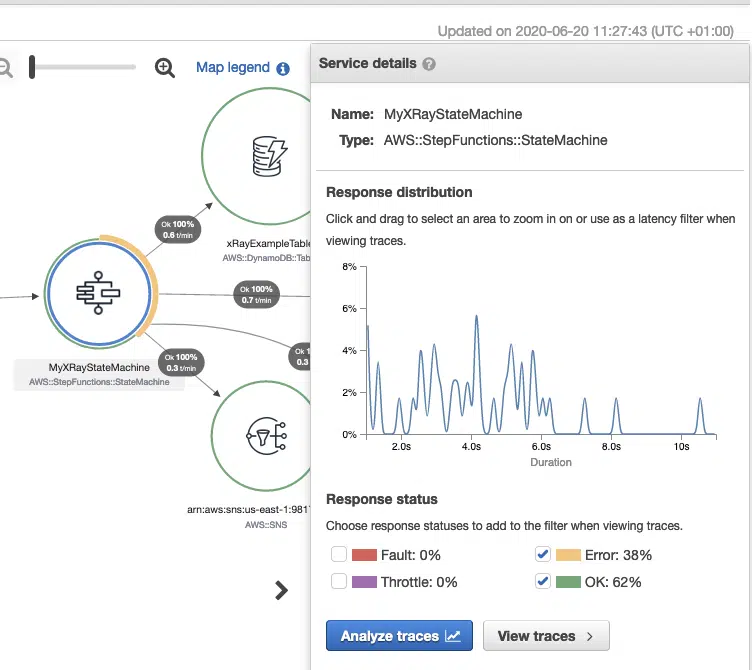 Updated on 2020-06-20 11:27:43 (UTC +01:00)
Map legend
Service details
Name: MyXRayStateMachine
Type: AWS::StepFunctions::StateMachine
Response distribution
Click and drag to select an area to zoom in on or use as a latency filter when
viewing traces.
8%
6%
4%
2%
0%
2.0s 4.0s 6.0s 8.0s 10s
Duration
Response status
Choose response statuses to add to the filter when viewing traces.
Fault: 0% Error: 38%
Throttle: 0% OK: 62%
Analyze traces View traces
Ok 100%
0.6 t/min
xRayExampleTable
AWS::DynamoDB::Tab
Ok 100%
0.7 t/min
MyXRayStateMachine
AWS::StepFunctions::StateMachine
Ok 100%
0.3 t/min
Ok 1
0.3
arn:aws:sns:us-east-1:981
AWS::SNS